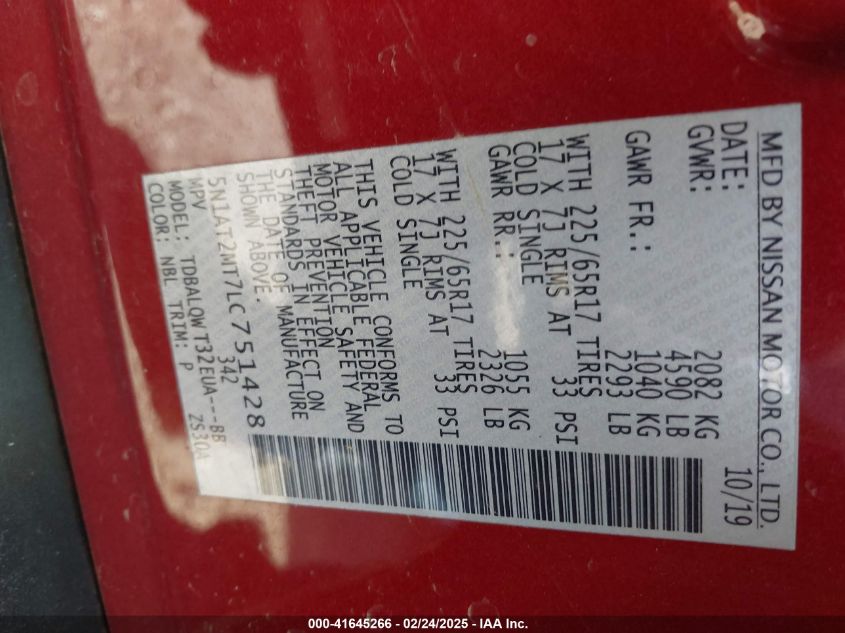 MFD BY NISSAN MOTOR CO., LTD.
DATE: 10/19
GVWR: 2082 KG
4590 LB
GAWR FR.: 1040 KG
2293 LB
WITH 225/65R17 TIRES
17 X 7J RIMS AT 33 PSI
COLD SINGLE
GAWR RR.: 1055 KG
2326 LB
WITH 225/65R17 TIRES
17 X 7J RIMS AT 33 PSI
COLD SINGLE
THIS VEHICLE CONFORMS TO
ALL APPLICABLE FEDERAL
MOTOR VEHICLE SAFETY AND
THEFT PREVENTION
STANDARDS IN EFFECT ON
THE DATE OF MANUFACTURE
SHOWN ABOVE.
5N1AT2MT7LC751428
MPV 342
MODEL: TDBALQWT32EUA---BB
COLOR: NBL TRIM: P ZS30A
000-41645266 - 02/24/2025 - IAA Inc.